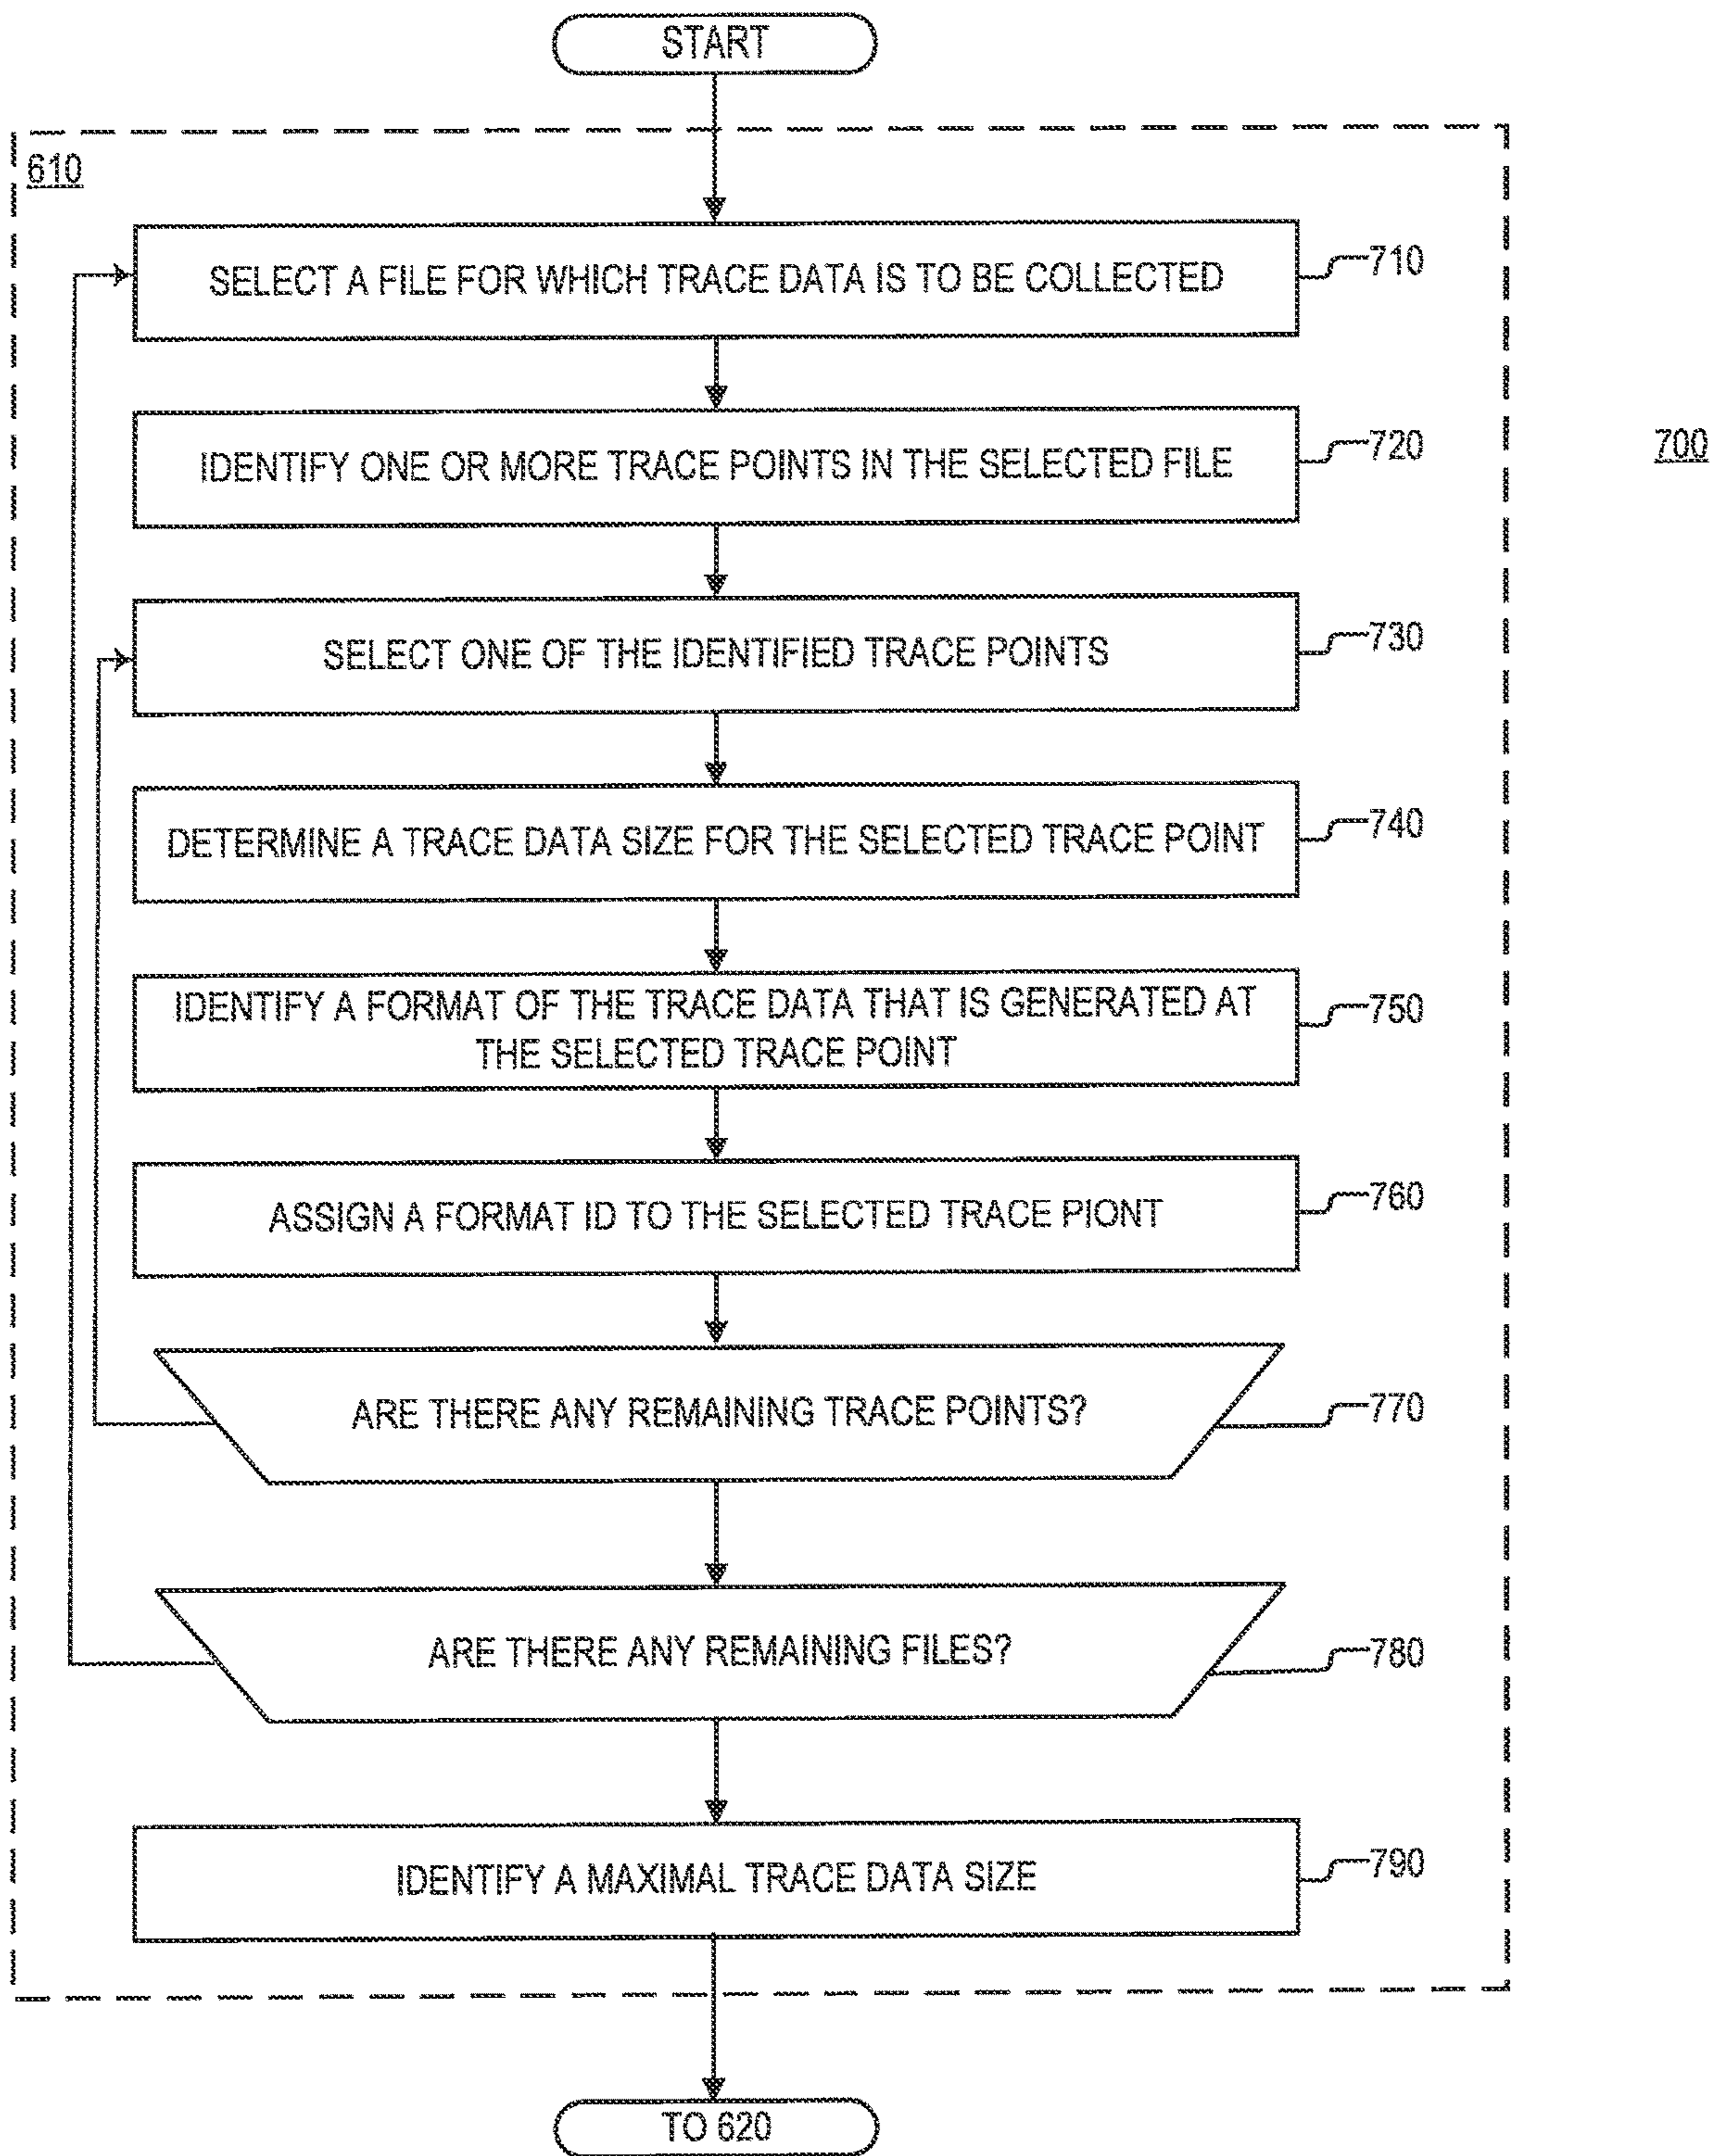 START
610
SELECT A FILE FOR WHICH TRACE DATA IS TO BE COLLECTED
710
IDENTIFY ONE OR MORE TRACE POINTS IN THE SELECTED FILE
720
700
SELECT ONE OF THE IDENTIFIED TRACE POINTS
730
DETERMINE A TRACE DATA SIZE FOR THE SELECTED TRACE POINT
740
IDENTIFY A FORMAT OF THE TRACE DATA THAT IS GENERATED AT
THE SELECTED TRACE POINT
750
ASSIGN A FORMAT ID TO THE SELECTED TRACE PIONT
760
ARE THERE ANY REMAINING TRACE POINTS?
770
ARE THERE ANY REMAINING FILES?
780
IDENTIFY A MAXIMAL TRACE DATA SIZE
790
TO 620